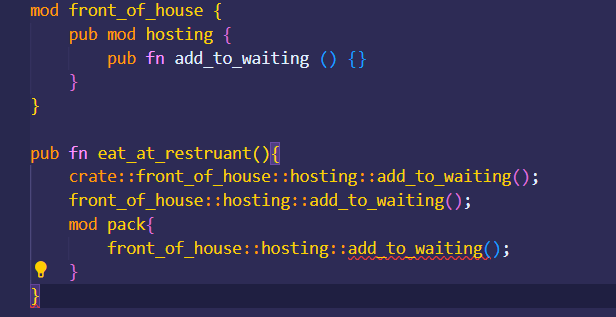 mod front_of_house {
    pub mod hosting {
        pub fn add_to_waiting () {}
    }
}

pub fn eat_at_restruant(){
    crate::front_of_house::hosting::add_to_waiting();
    front_of_house::hosting::add_to_waiting();
    mod pack{
        front_of_house::hosting::add_to_waiting();
    }
}